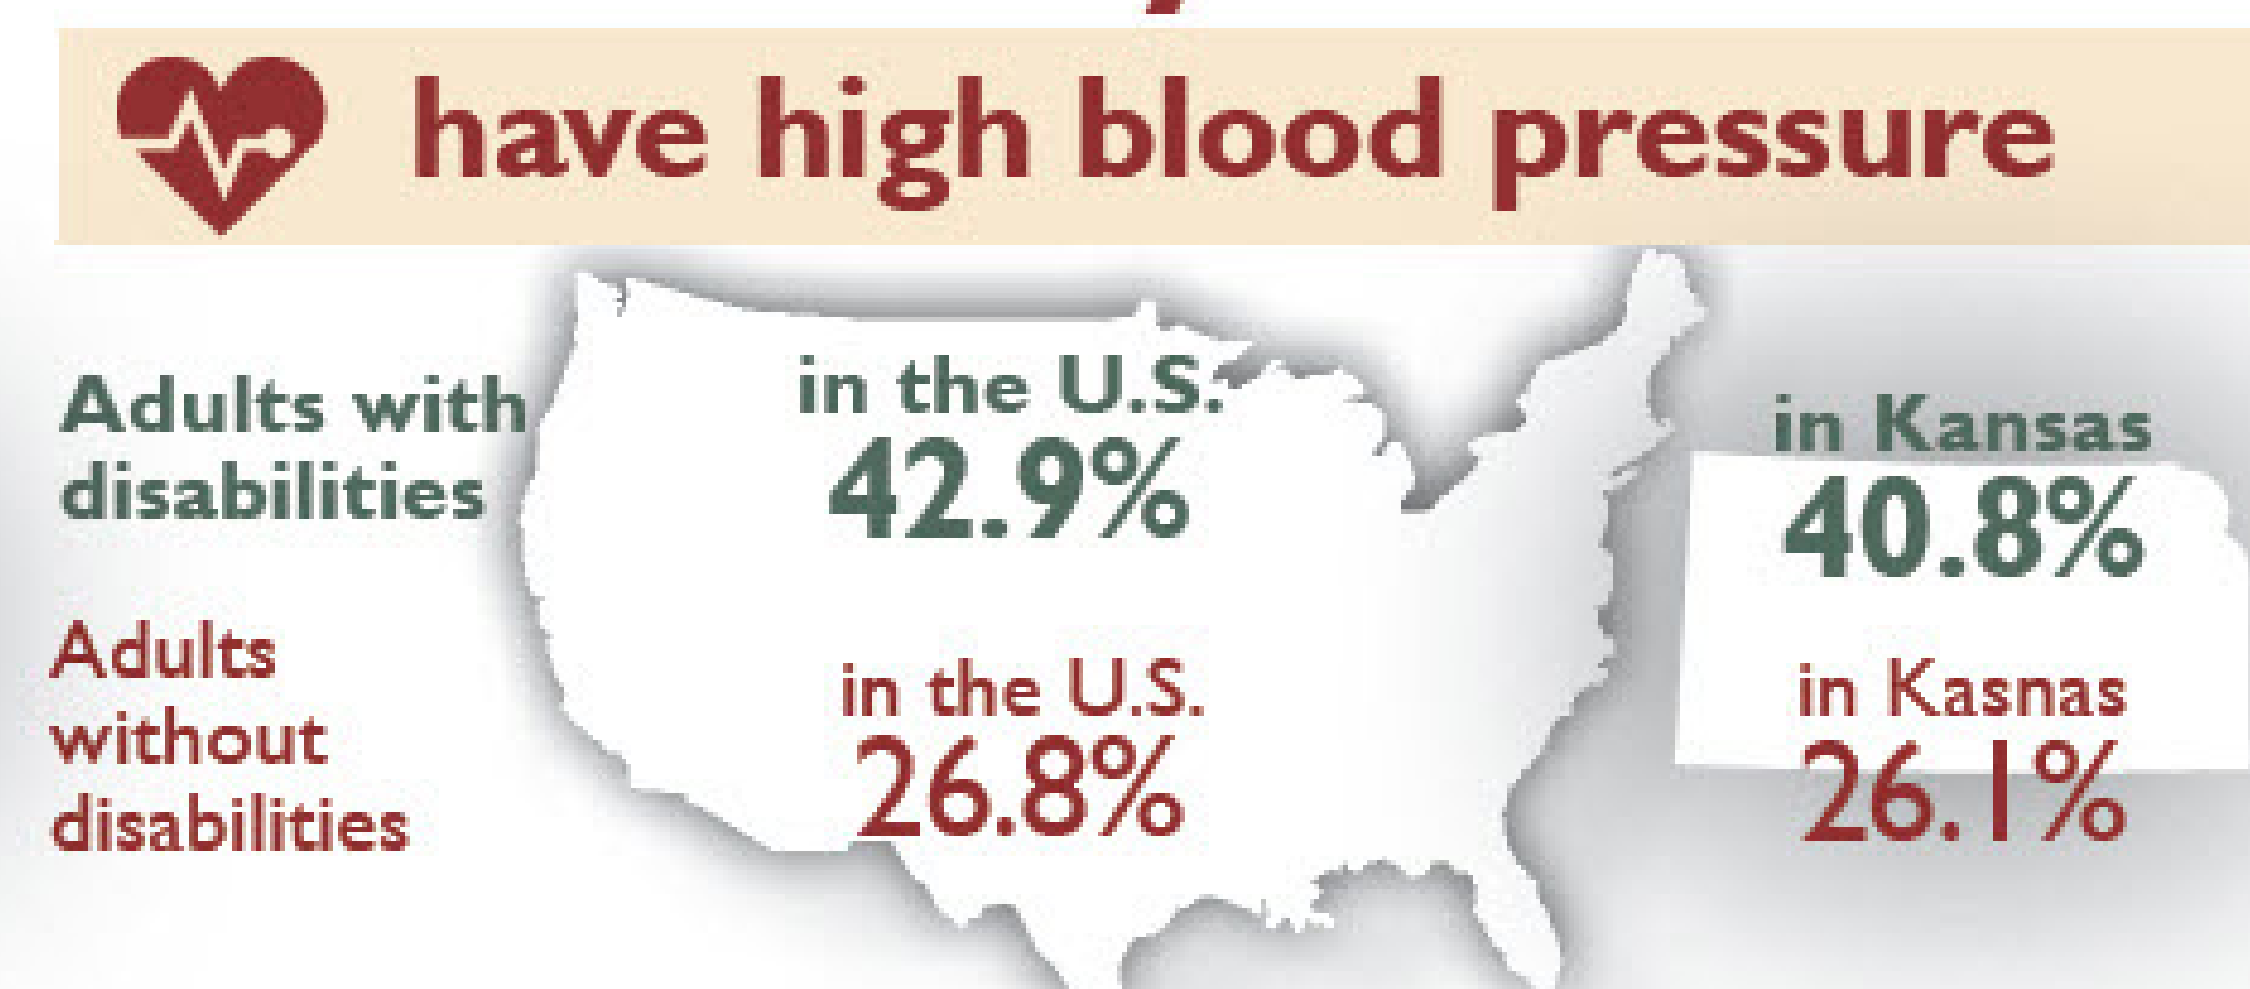 have high blood pressure
Adults with
disabilities
in the U.S.
42.9%
in Kansas
40.8%
Adults
without
disabilities
in the U.S.
26.8%
in Kasnas
26.1%